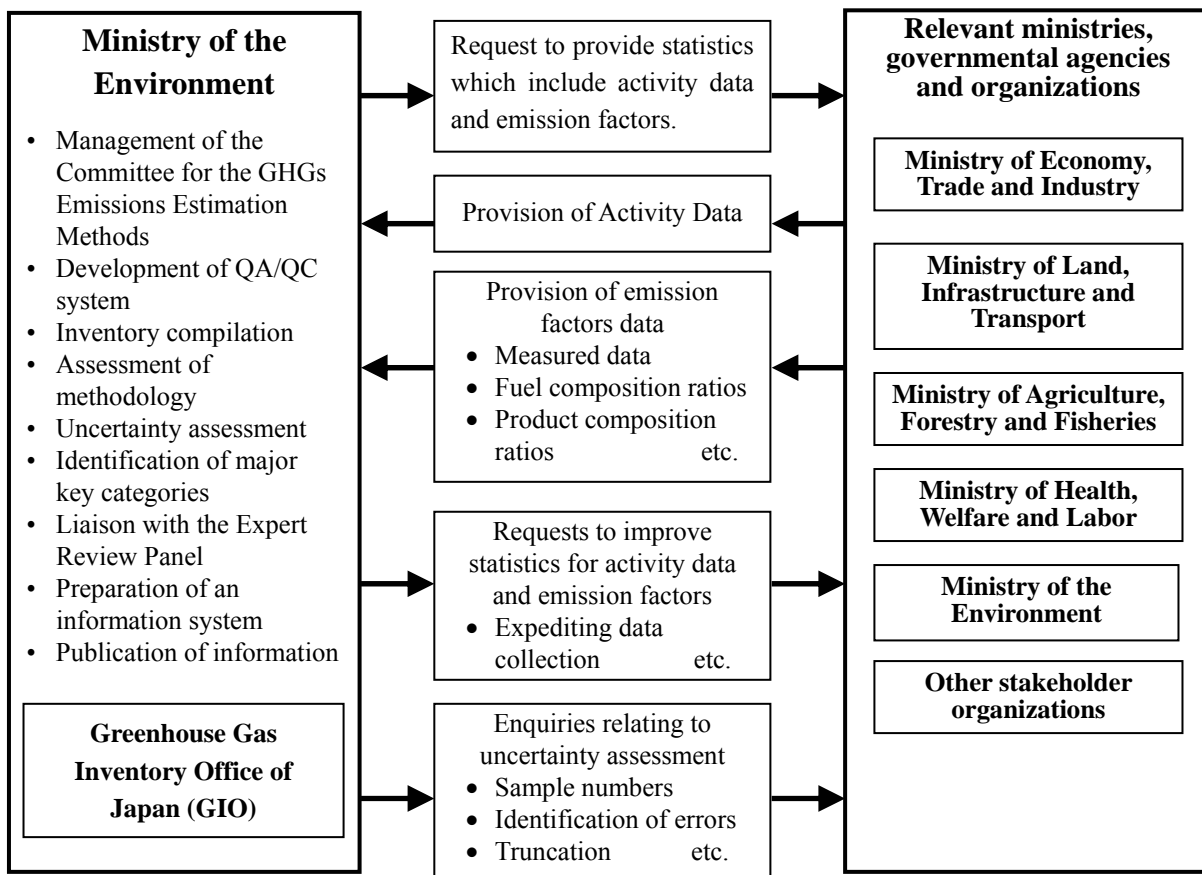 Ministry of the
Environment
• Management of the
Committee for the GHGs
Emissions Estimation
Methods
• Development of QA/QC
system
• Inventory compilation
• Assessment of
methodology
• Uncertainty assessment
• Identification of major
key categories
• Liaison with the Expert
Review Panel
• Preparation of an
information system
• Publication of information
Greenhouse Gas
Inventory Office of
Japan (GIO)
Request to provide statistics
which include activity data
and emission factors.
Provision of Activity Data
Provision of emission
factors data
• Measured data
• Fuel composition ratios
• Product composition
ratios etc.
Requests to improve
statistics for activity data
and emission factors
• Expediting data
collection etc.
Enquiries relating to
uncertainty assessment
• Sample numbers
• Identification of errors
• Truncation etc.
Relevant ministries,
governmental agencies
and organizations
Ministry of Economy,
Trade and Industry
Ministry of Land,
Infrastructure and
Transport
Ministry of Agriculture,
Forestry and Fisheries
Ministry of Health,
Welfare and Labor
Ministry of the
Environment
Other stakeholder
organizations